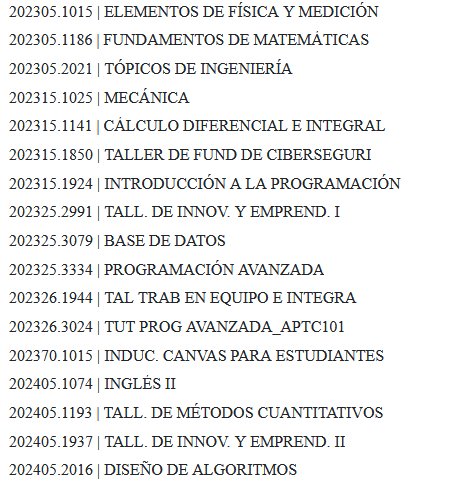 202305.1015 | ELEMENTOS DE FÍSICA Y MEDICIÓN
202305.1186 | FUNDAMENTOS DE MATEMÁTICAS
202305.2021 | TÓPICOS DE INGENIERÍA
202315.1025 | MECÁNICA
202315.1141 | CÁLCULO DIFERENCIAL E INTEGRAL
202315.1850 | TALLER DE FUND DE CIBERSEGURI
202315.1924 | INTRODUCCIÓN A LA PROGRAMACIÓN
202325.2991 | TALL. DE INNOV. Y EMPREND. I
202325.3079 | BASE DE DATOS
202325.3334 | PROGRAMACIÓN AVANZADA
202326.1944 | TAL TRAB EN EQUIPO E INTEGRA
202326.3024 | TUT PROG AVANZADA_APTC101
202370.1015 | INDUC. CANVAS PARA ESTUDIANTES
202405.1074 | INGLÉS II
202405.1193 | TALL. DE MÉTODOS CUANTITATIVOS
202405.1937 | TALL. DE INNOV. Y EMPREND. II
202405.2016 | DISEÑO DE ALGORITMOS